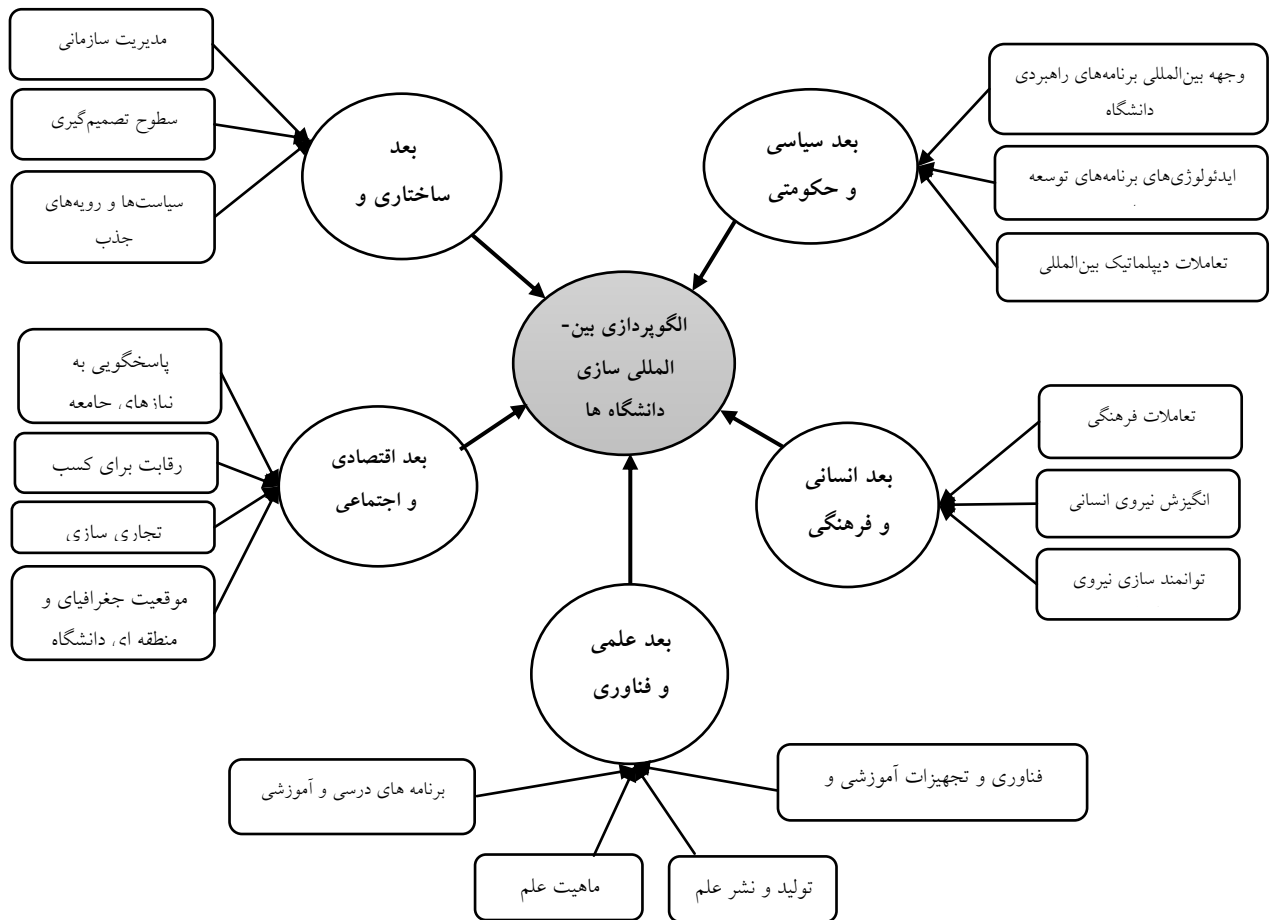 مدیریت سازمانی
سطوح تصمیم‌گیری
سیاست‌ها و رویه‌های
جذب
بعد
ساختاری و
وجهه بین‌المللی برنامه‌های راهبردی
دانشگاه
ایدئولوژی‌های برنامه‌های توسعه
تعاملات دیپلماتیک بین‌المللی
بعد سیاسی
و حکومتی
الگوپردازی بین-
المللی سازی
دانشگاه ها
پاسخگویی به
نیازهای جامعه
رقابت برای کسب
تجاری سازی
موقعیت جغرافیای و
منطقه ای دانشگاه
بعد اقتصادی
و اجتماعی
تعاملات فرهنگی
انگیزش نیروی انسانی
توانمند سازی نیروی
بعد انسانی
و فرهنگی
بعد علمی
و فناوری
فناوری و تجهیزات آموزشی و
برنامه های درسی و آموزشی
تولید و نشر علم
ماهیت علم